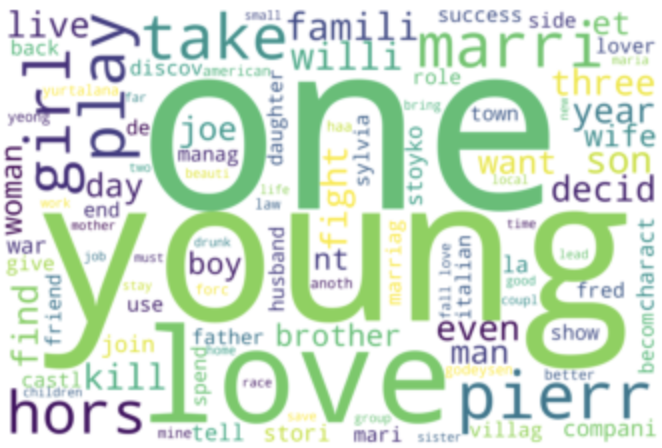 live
play
take
small
famili
success
side
et
back
girl
discov
american
willi
marri
lover
maria
yurtalana
far
role
three
yeong
de
joe
daughter
bring
town
new
year
manag
one
haa
sylvia
stoyko
want
wife
woman
two
beauti
fight
local
son
day
life
decid
work
end
law
mother
young
time
war
drunk
husband
marriag
fall love
italian
lead
give
job
must
boy
nt
la
good
charact
friend
stay
forc
anoth
coupl
fred
becom
find
use
even
show
join
love
father
brother
man
home
castl
kill
spend
godeysen
better
children
race
pierr
hors
save
group
mine
tell
stori
mari
sister
villag
compani